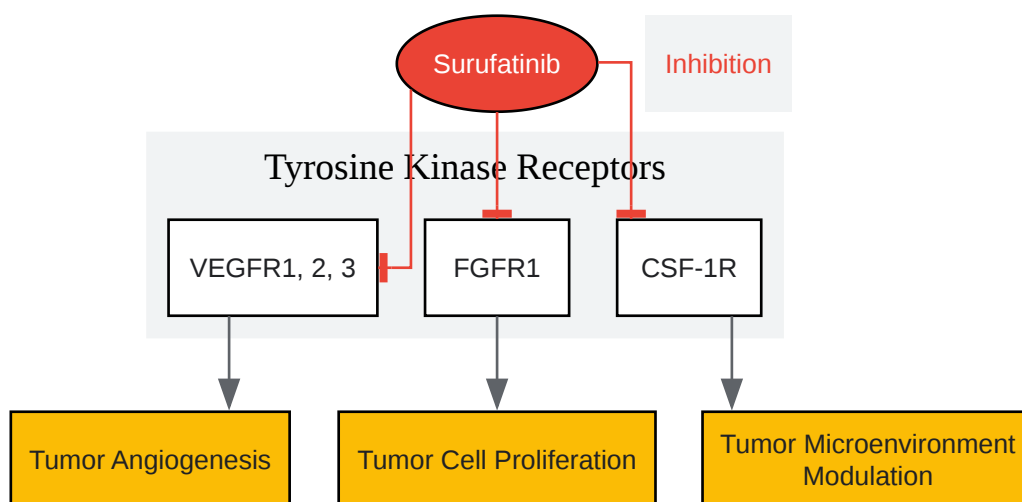 Surufatinib
Inhibition
Tyrosine Kinase Receptors
VEGFR1, 2, 3
FGFR1
CSF-1R
Tumor Angiogenesis
Tumor Cell Proliferation
Tumor Microenvironment
Modulation